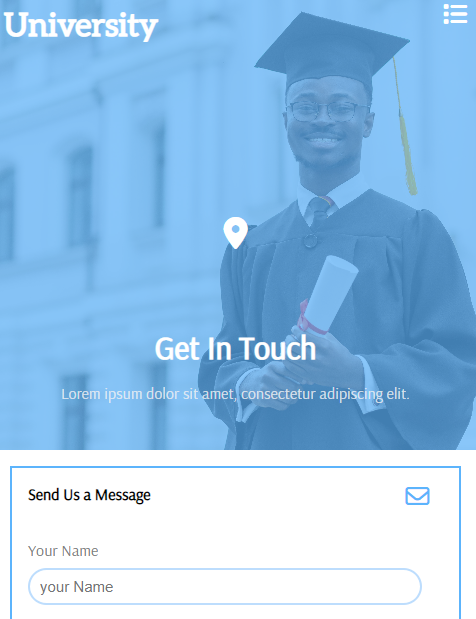 University
Get In Touch
Lorem ipsum dolor sit amet, consectetur adipiscing elit.
Send Us a Message
Your Name
your Name